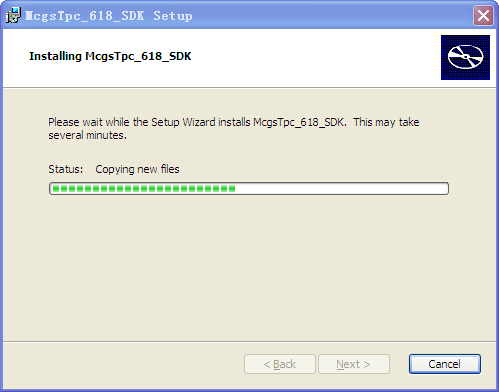 McgsTpc_618_SDK Setup
Installing McgsTpc_618_SDK
Please wait while the Setup Wizard installs McgsTpc_618_SDK. This may take
several minutes.
Status: Copying new files
< Back Next > Cancel